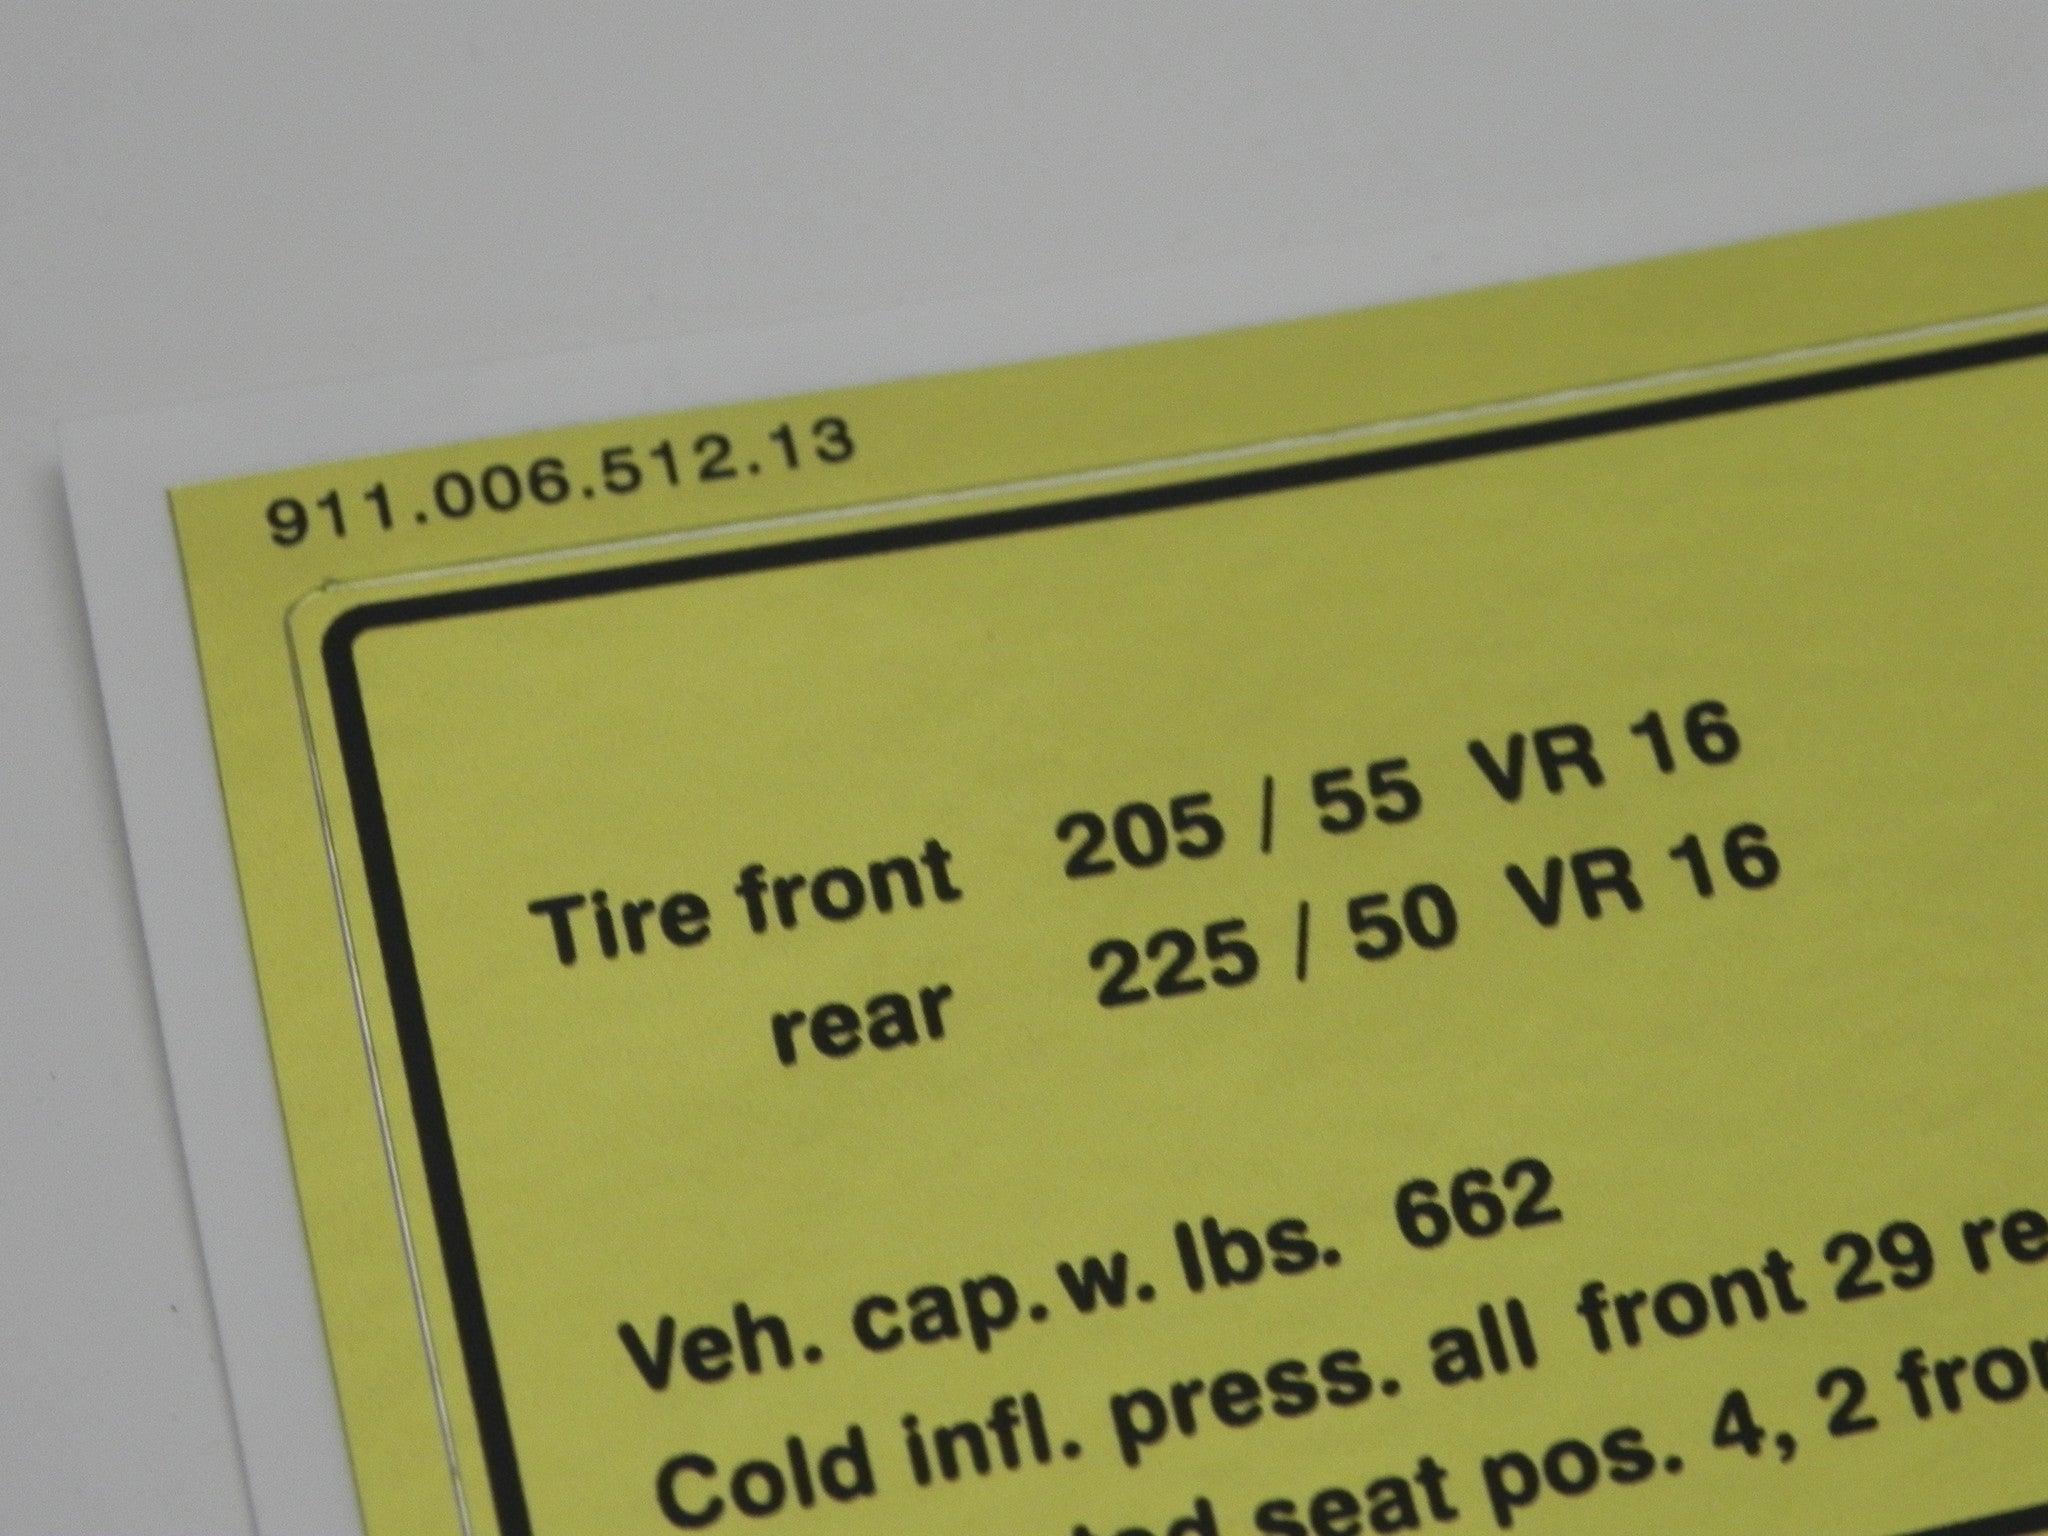 911.006.512.13
Tire front 205 / 55 VR 16
rear 225 / 50 VR 16
Veh. cap. w. lbs. 662
Cold infl. press. all front 29
seat pos. 4, 2